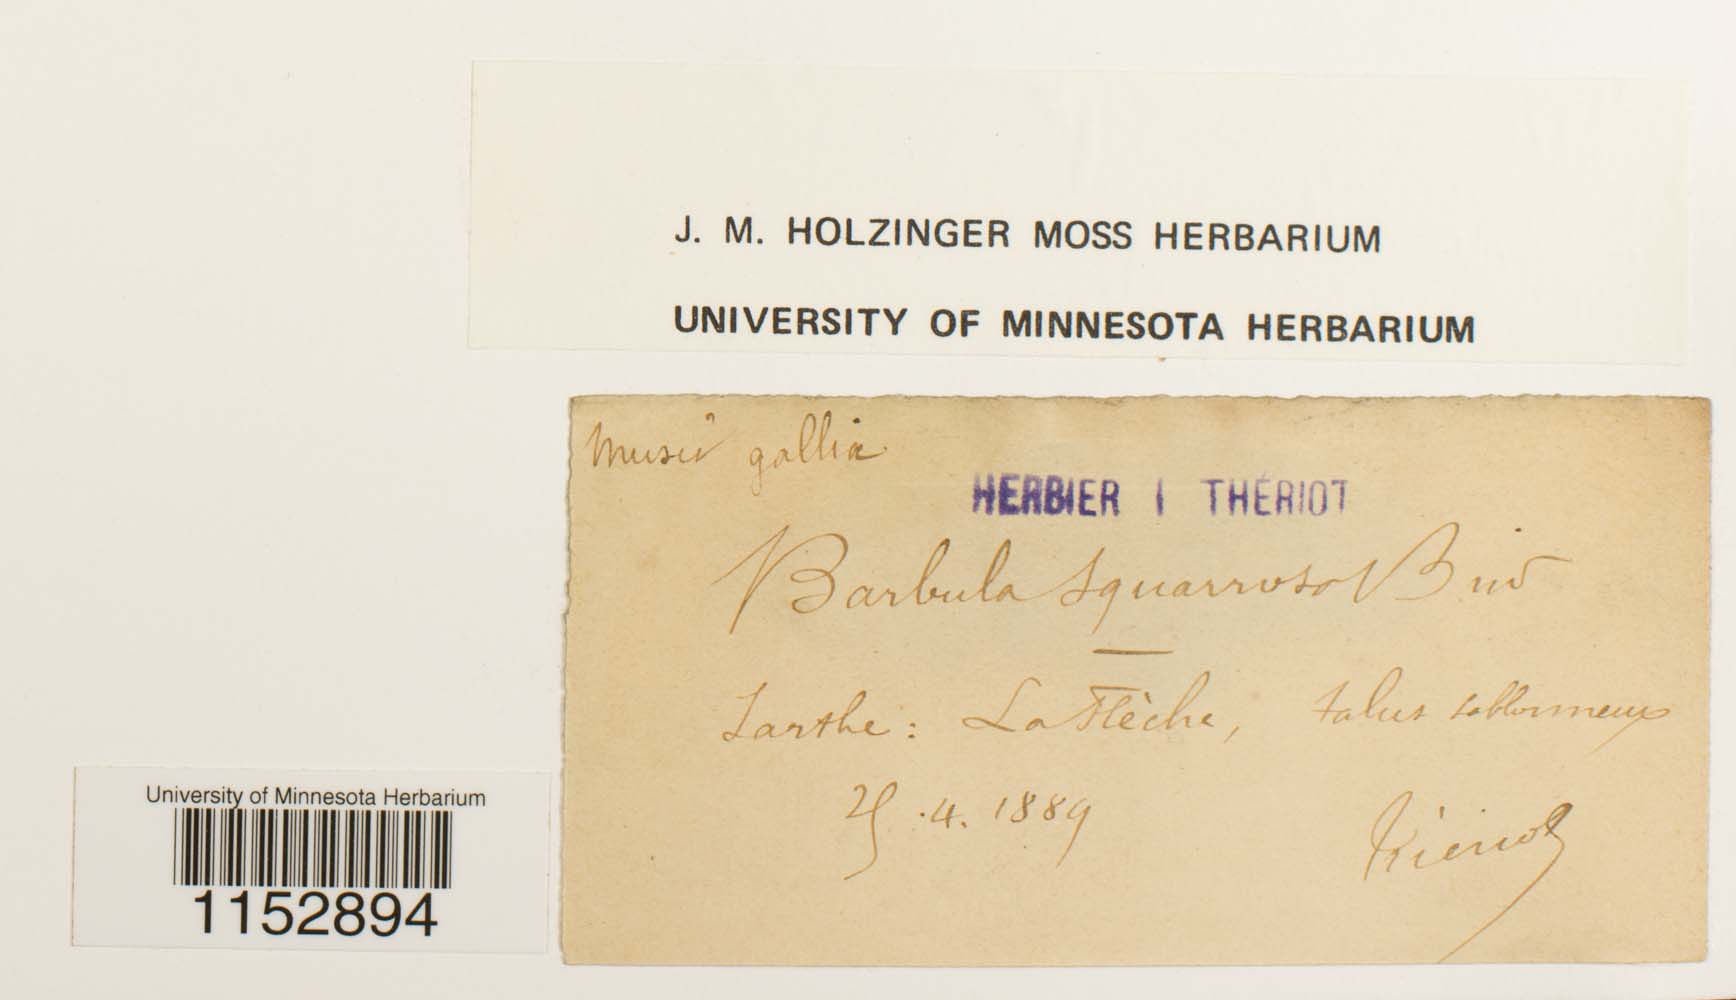 J. M. HOLZINGER MOSS HERBARIUM
UNIVERSITY OF MINNESOTA HERBARIUM
Musci galliæ
HERBIER I THÉRIOT
Barbula squarrosa Brid
Sarthe: La Flèche, talus sablonneux
25.4.1889
Thériot
University of Minnesota Herbarium
1152894